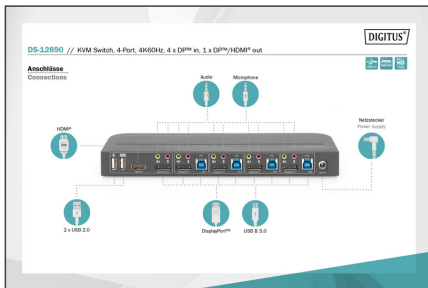 DIGITUS®
DS-12890 // KVM Switch, 4-Port, 4K60Hz, 4 x DP™ in, 1 x DP™/HDMI® out
Anschlüsse
Connections
Audio
Microphone
HDMI®
Netzstecker
Power supply
2 x USB 2.0
DisplayPort™
USB B 3.0